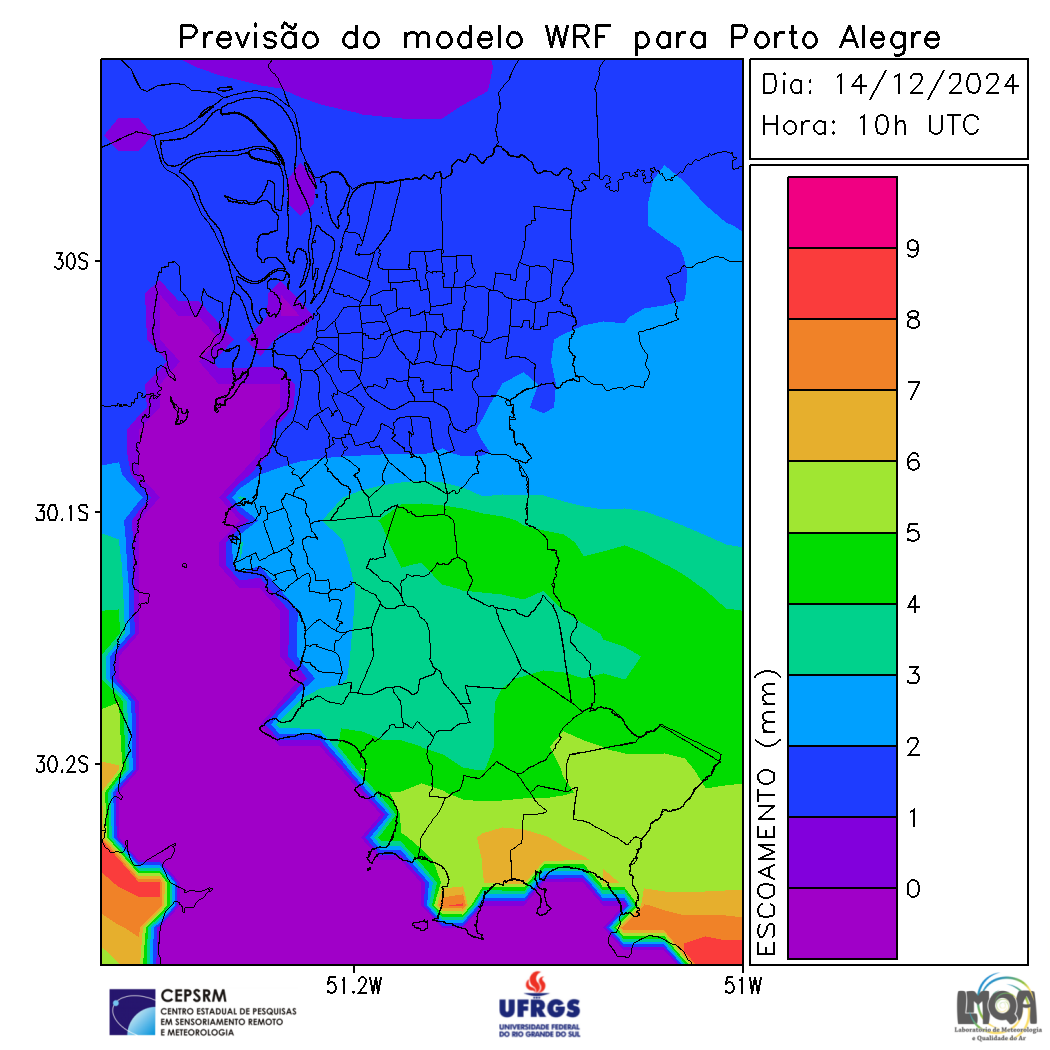 Previsão do modelo WRF para Porto Alegre
Dia: 14/12/2024
Hora: 10h UTC
30S
30.1S
30.2S
51.2W
51W
9
8
7
6
5
4
3
2
1
0
ESCOAMENTO (mm)
CEPSRM
CENTRO ESTADUAL DE PESQUISAS
EM SENSORIAMENTO REMOTO
E METEOROLOGIA
UFRGS
UNIVERSIDADE FEDERAL
DO RIO GRANDE DO SUL
LMQA
Laboratório de Meteorologia
e Qualidade do Ar